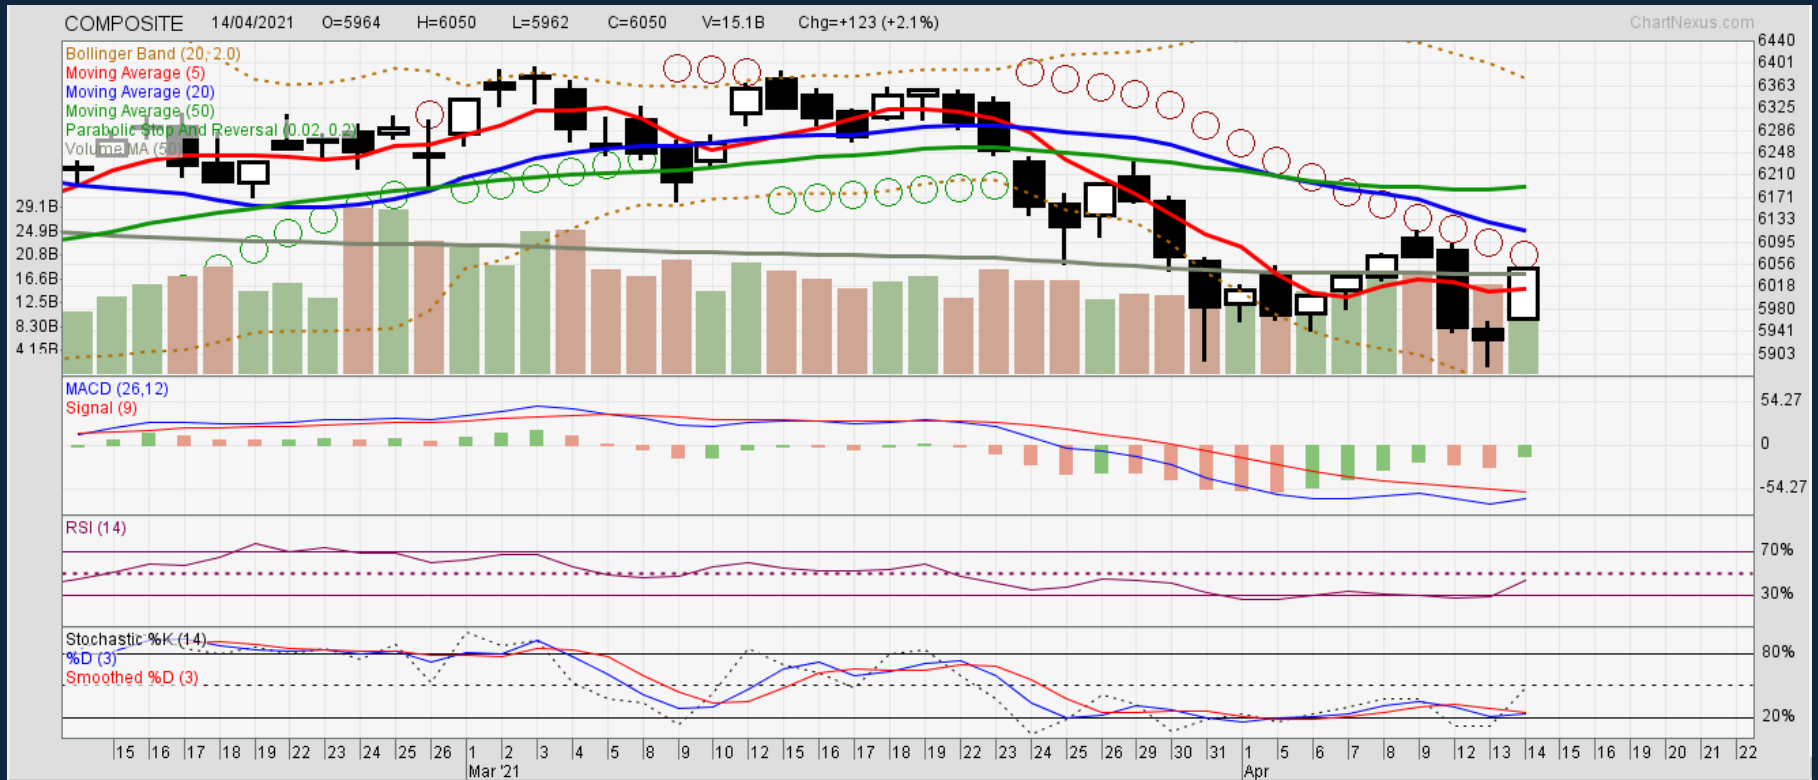 COMPOSITE 14/04/2021 O=5964 H=6050 L=5962 C=6050 V=15.1B Chg=+123 (+2.1%) ChartNexus.com
Bollinger Band (20, 2.0)
Moving Average (5)
Moving Average (20)
Moving Average (50)
Parabolic Stop And Reversal (0.02, 0.2)
Volume MA (50)
29.1B
24.9B
20.8B
16.6B
12.5B
8.30B
4.15B
6440
6401
6363
6325
6286
6248
6210
6171
6133
6095
6056
6018
5980
5941
5903
MACD (26,12)
Signal (9)
54.27
0
-54.27
RSI (14)
70%
30%
Stochastic %K (14)
%D (3)
Smoothed %D (3)
80%
20%
15 16 17 18 19 22 23 24 25 26 1 2 3 4 5 8 9 10 12 15 16 17 18 19 22 23 24 25 26 29 30 31 1 5 6 7 8 9 12 13 14 15 16 19 20 21 22
Mar '21 Apr